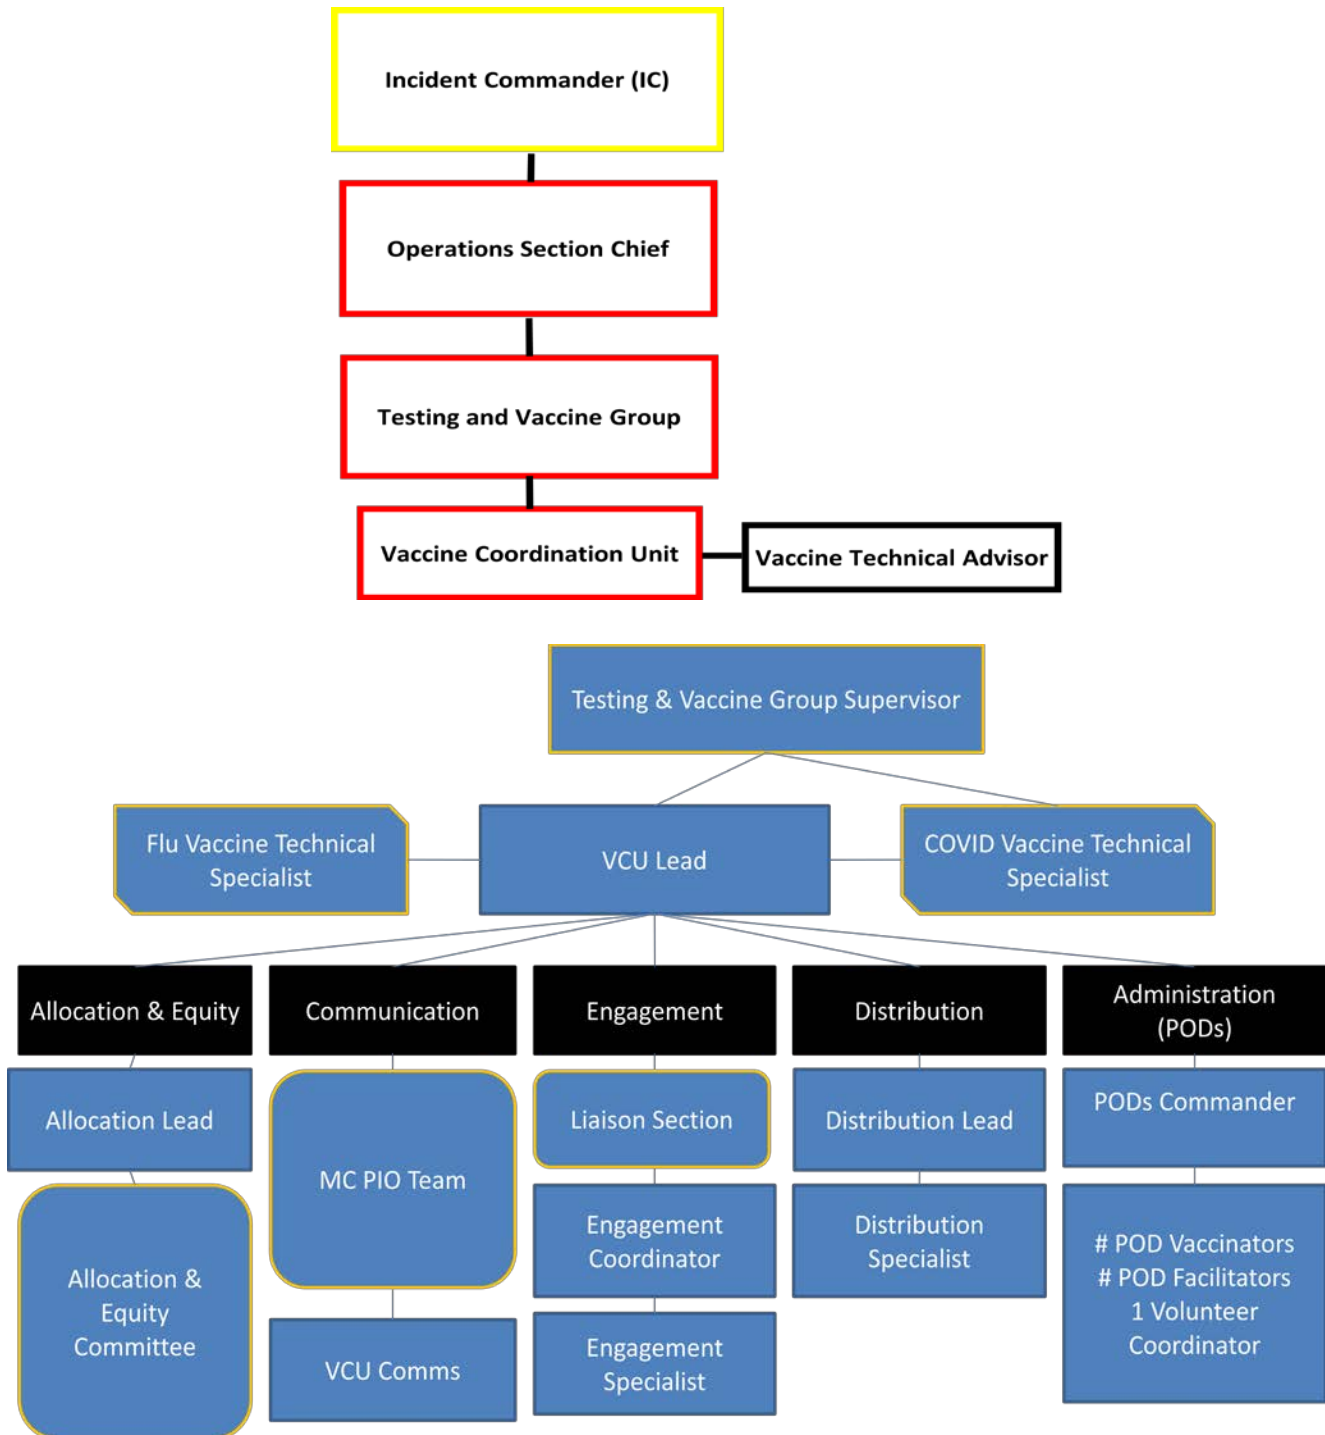 Incident Commander (IC)
Operations Section Chief
Testing and Vaccine Group
Vaccine Coordination Unit
Vaccine Technical Advisor
Testing & Vaccine Group Supervisor
Flu Vaccine Technical
Specialist
VCU Lead
COVID Vaccine Technical
Specialist
Allocation & Equity
Communication
Engagement
Distribution
Administration
(PODs)
Allocation Lead
Allocation &
Equity
Committee
MC PIO Team
VCU Comms
Liaison Section
Engagement
Coordinator
Engagement
Specialist
Distribution Lead
Distribution
Specialist
PODs Commander
# POD Vaccinators
# POD Facilitators
1 Volunteer
Coordinator